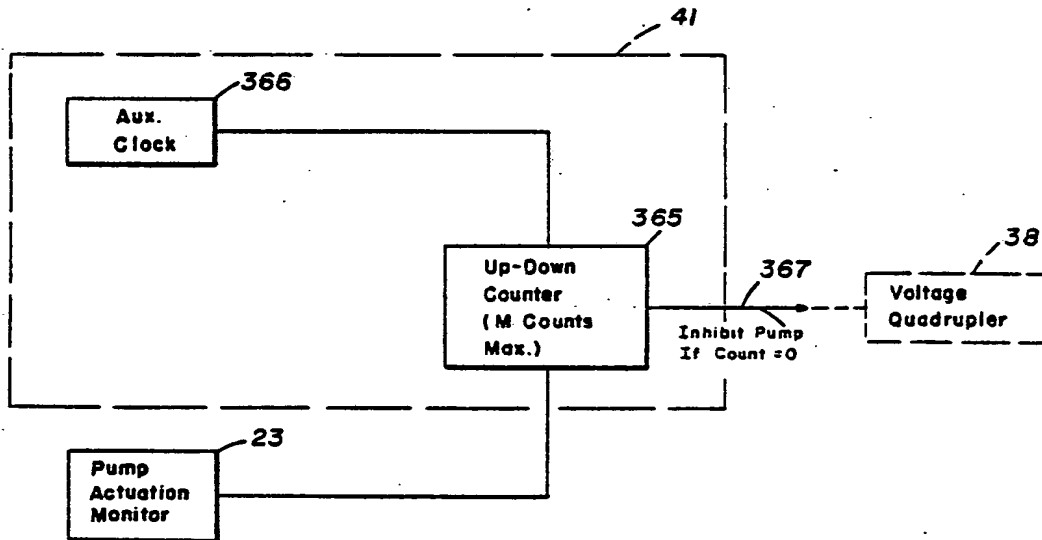 41
366
Aux.
Clock
365
Up-Down
Counter
(M Counts
Max.)
367
Inhibit Pump
If Count =0
38
Voltage
Quadrupler
23
Pump
Actuation
Monitor